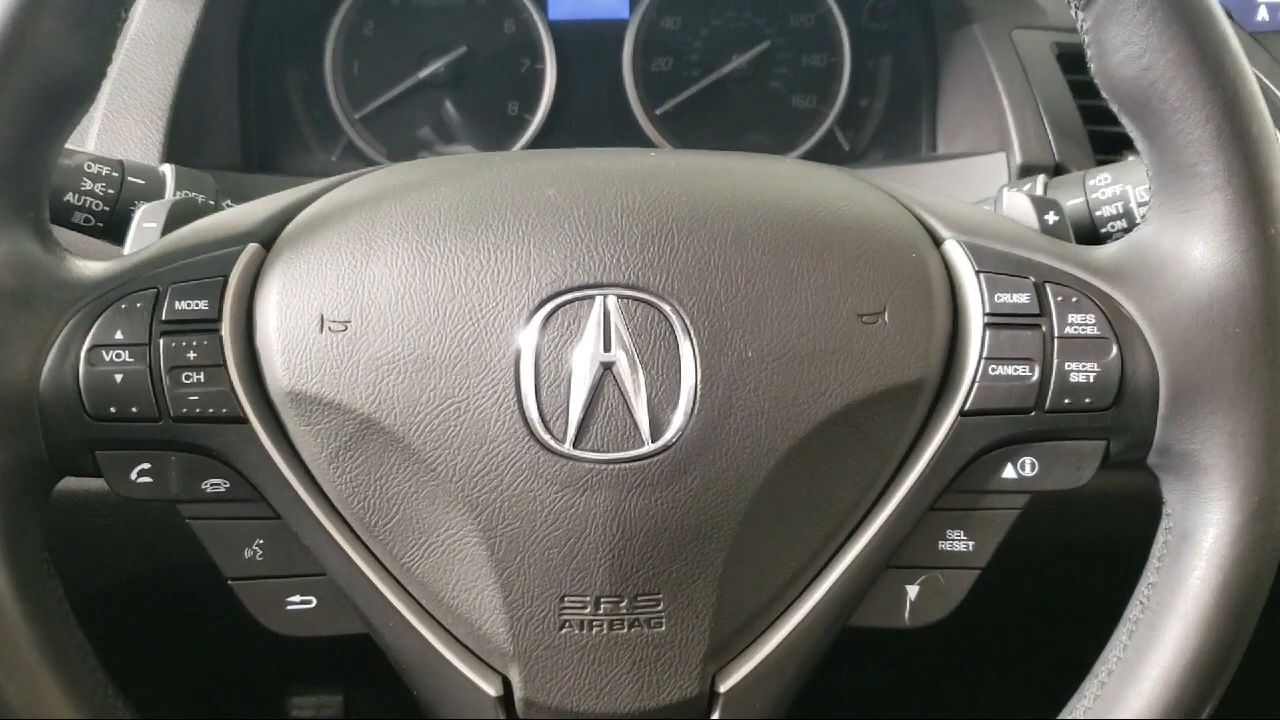 2
6
1
7
8
40
120
20
140
160
A
OFF
AUTO
OFF
−
+
OFF
INT
ON
MODE
▲
VOL
▼
+
CH
−
CRUISE
RES
ACCEL
CANCEL
DECEL
SET
▲i
SEL
RESET
SRS
AIRBAG